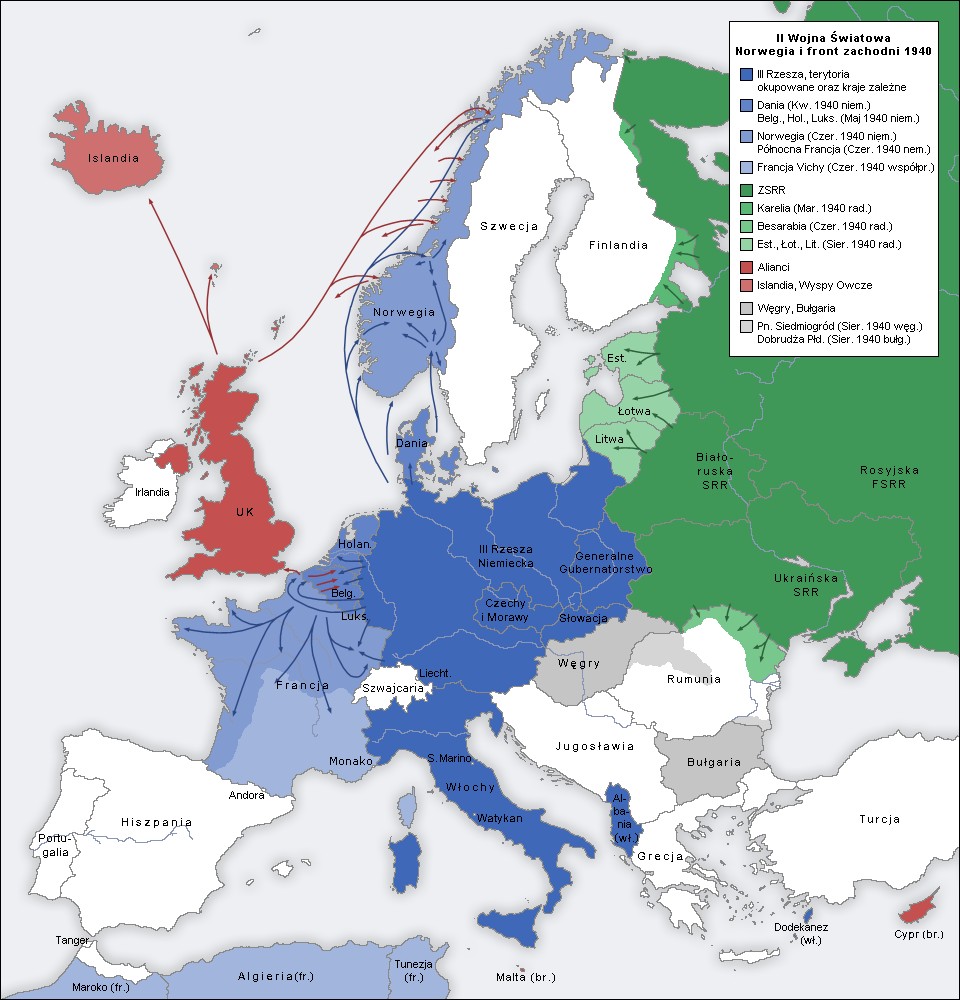 II Wojna Światowa
Norwegia i front zachodni 1940
III Rzesza, terytoria
okupowane oraz kraje zależne
Dania (Kw. 1940 niem.)
Belg., Hol., Luks. (Maj 1940 niem.)
Norwegia (Czer. 1940 niem.)
Północna Francja (Czer. 1940 nem.)
Francja Vichy (Czer. 1940 współpr.)
ZSRR
Karelia (Mar. 1940 rad.)
Besarabia (Czer. 1940 rad.)
Est., Łot., Lit. (Sier. 1940 rad.)
Alianci
Islandia, Wyspy Owcze
Węgry, Bułgaria
Pn. Siedmiogród (Sier. 1940 węg.)
Dobrudża Płd. (Sier. 1940 bułg.)
Islandia
Szwecja
Finlandia
Norwegia
Est.
Łotwa
Litwa
Dania
Biało-
ruska
SRR
Rosyjska
FSRR
Irlandia
UK
Holan.
III Rzesza
Niemiecka
Generalne
Gubernatorstwo
Ukraińska
SRR
Belg.
Luks.
Czechy
i Morawy
Słowacja
Węgry
Liecht.
Szwajcaria
Francja
Rumunia
Jugosławia
Monako
S. Marino
Bułgaria
Włochy
Andora
Al-
ba-
nia
(wł.)
Watykan
Hiszpania
Portu-
galia
Turcja
Grecja
Dodekanez
(wł.)
Cypr (br.)
Tanger
Maroko (fr.)
Algieria(fr.)
Tunezja
(fr.)
Malta (br.)